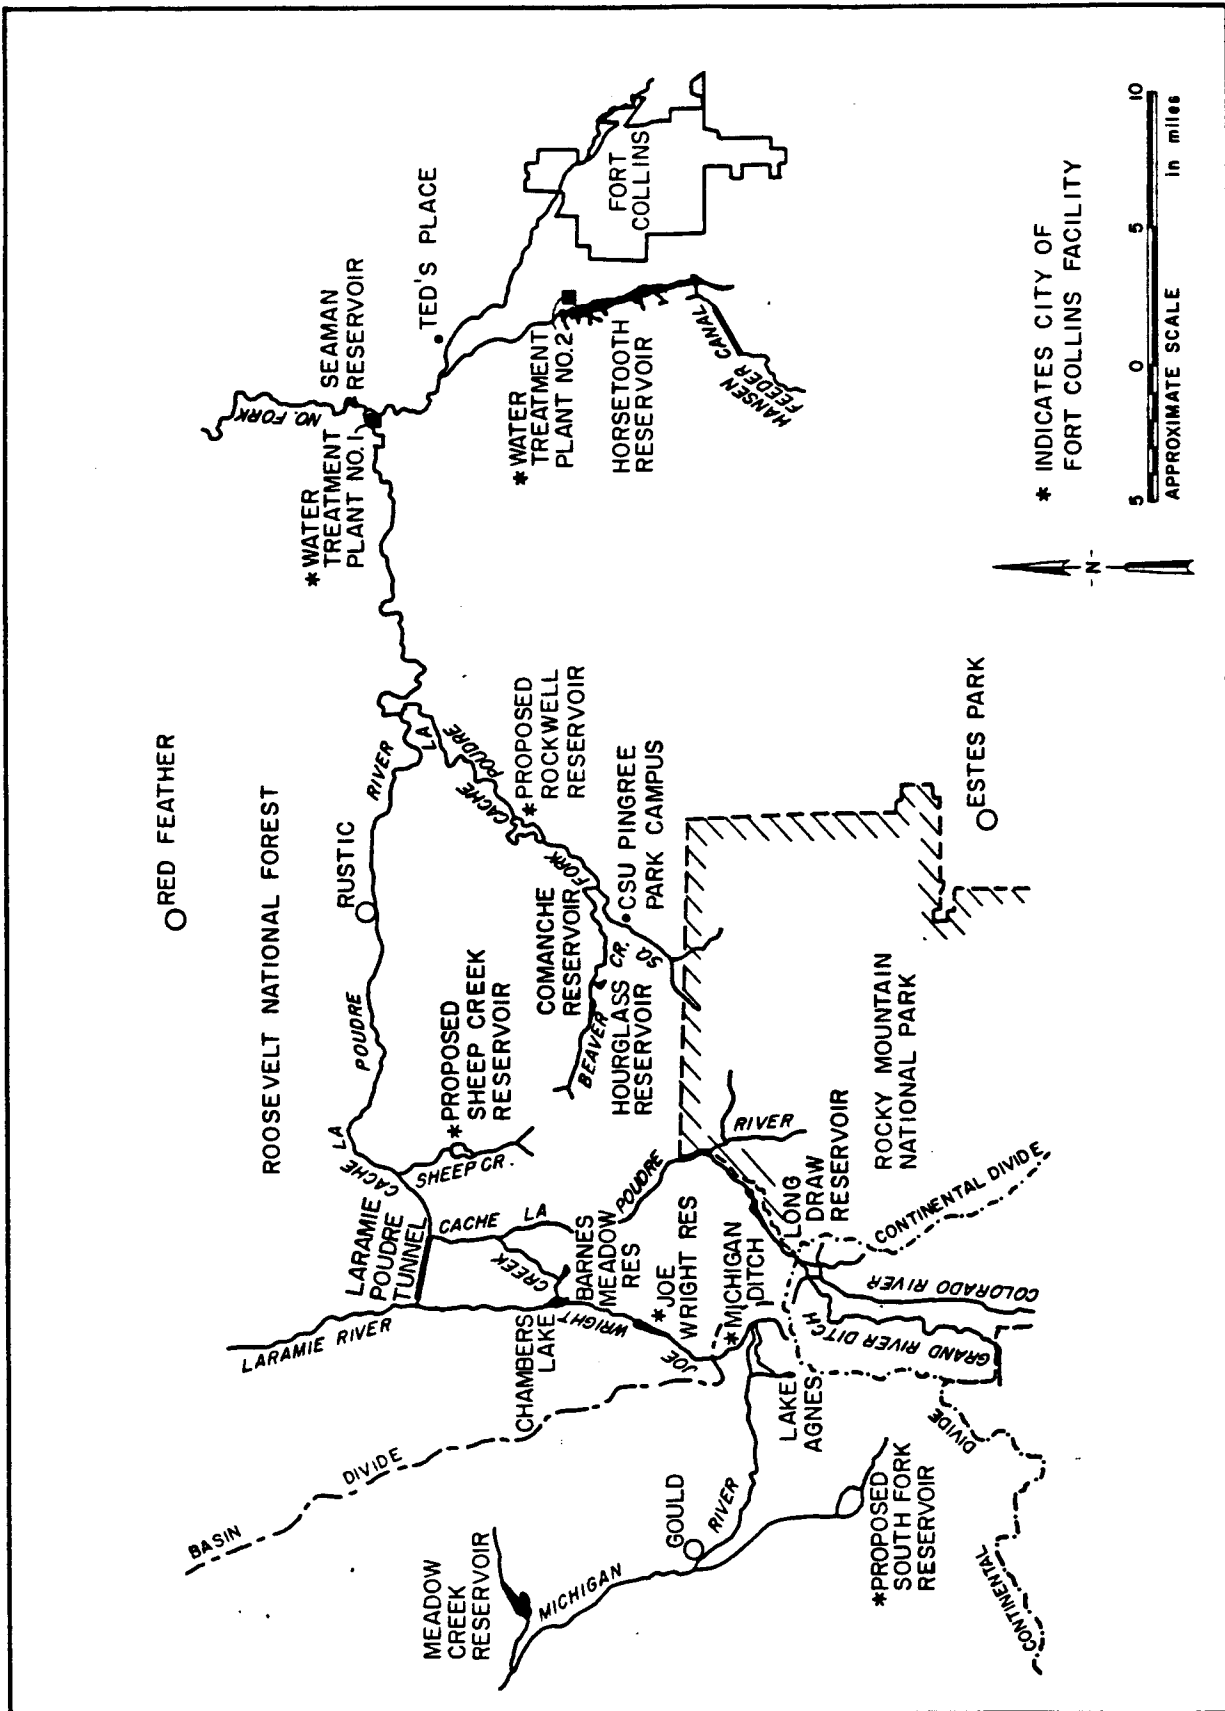 RED FEATHER
ROOSEVELT NATIONAL FOREST
NO. FORK
SEAMAN
RESERVOIR
*WATER
TREATMENT
PLANT NO. 1
TED'S PLACE
RUSTIC
RIVER
LA
POUDRE
CACHE
FORK
SO.
POUDRE
LA
CACHE
LARAMIE
POUDRE
TUNNEL
LARAMIE RIVER
SHEEP CR.
*PROPOSED
SHEEP CREEK
RESERVOIR
*PROPOSED
ROCKWELL
RESERVOIR
*WATER
TREATMENT
PLANT NO. 2
HORSETOOTH
RESERVOIR
FORT
COLLINS
HANSEN
FEEDER CANAL
CSU PINGREE
PARK CAMPUS
COMANCHE
RESERVOIR
BEAVER CR.
HOURGLASS
RESERVOIR
CACHE LA
POUDRE
RIVER
CREEK
WRIGHT
JOE
BARNES
MEADOW
RES
CHAMBERS
LAKE
*JOE
WRIGHT RES
*MICHIGAN
DITCH
LONG
DRAW
RESERVOIR
ROCKY MOUNTAIN
NATIONAL PARK
ESTES PARK
CONTINENTAL DIVIDE
COLORADO RIVER
GRAND RIVER DITCH
LAKE
AGNES
BASIN DIVIDE
MEADOW
CREEK
RESERVOIR
MICHIGAN
RIVER
GOULD
*PROPOSED
SOUTH FORK
RESERVOIR
CONTINENTAL
DIVIDE
* INDICATES CITY OF
FORT COLLINS FACILITY
-N-
5 0 5 10
APPROXIMATE SCALE in miles